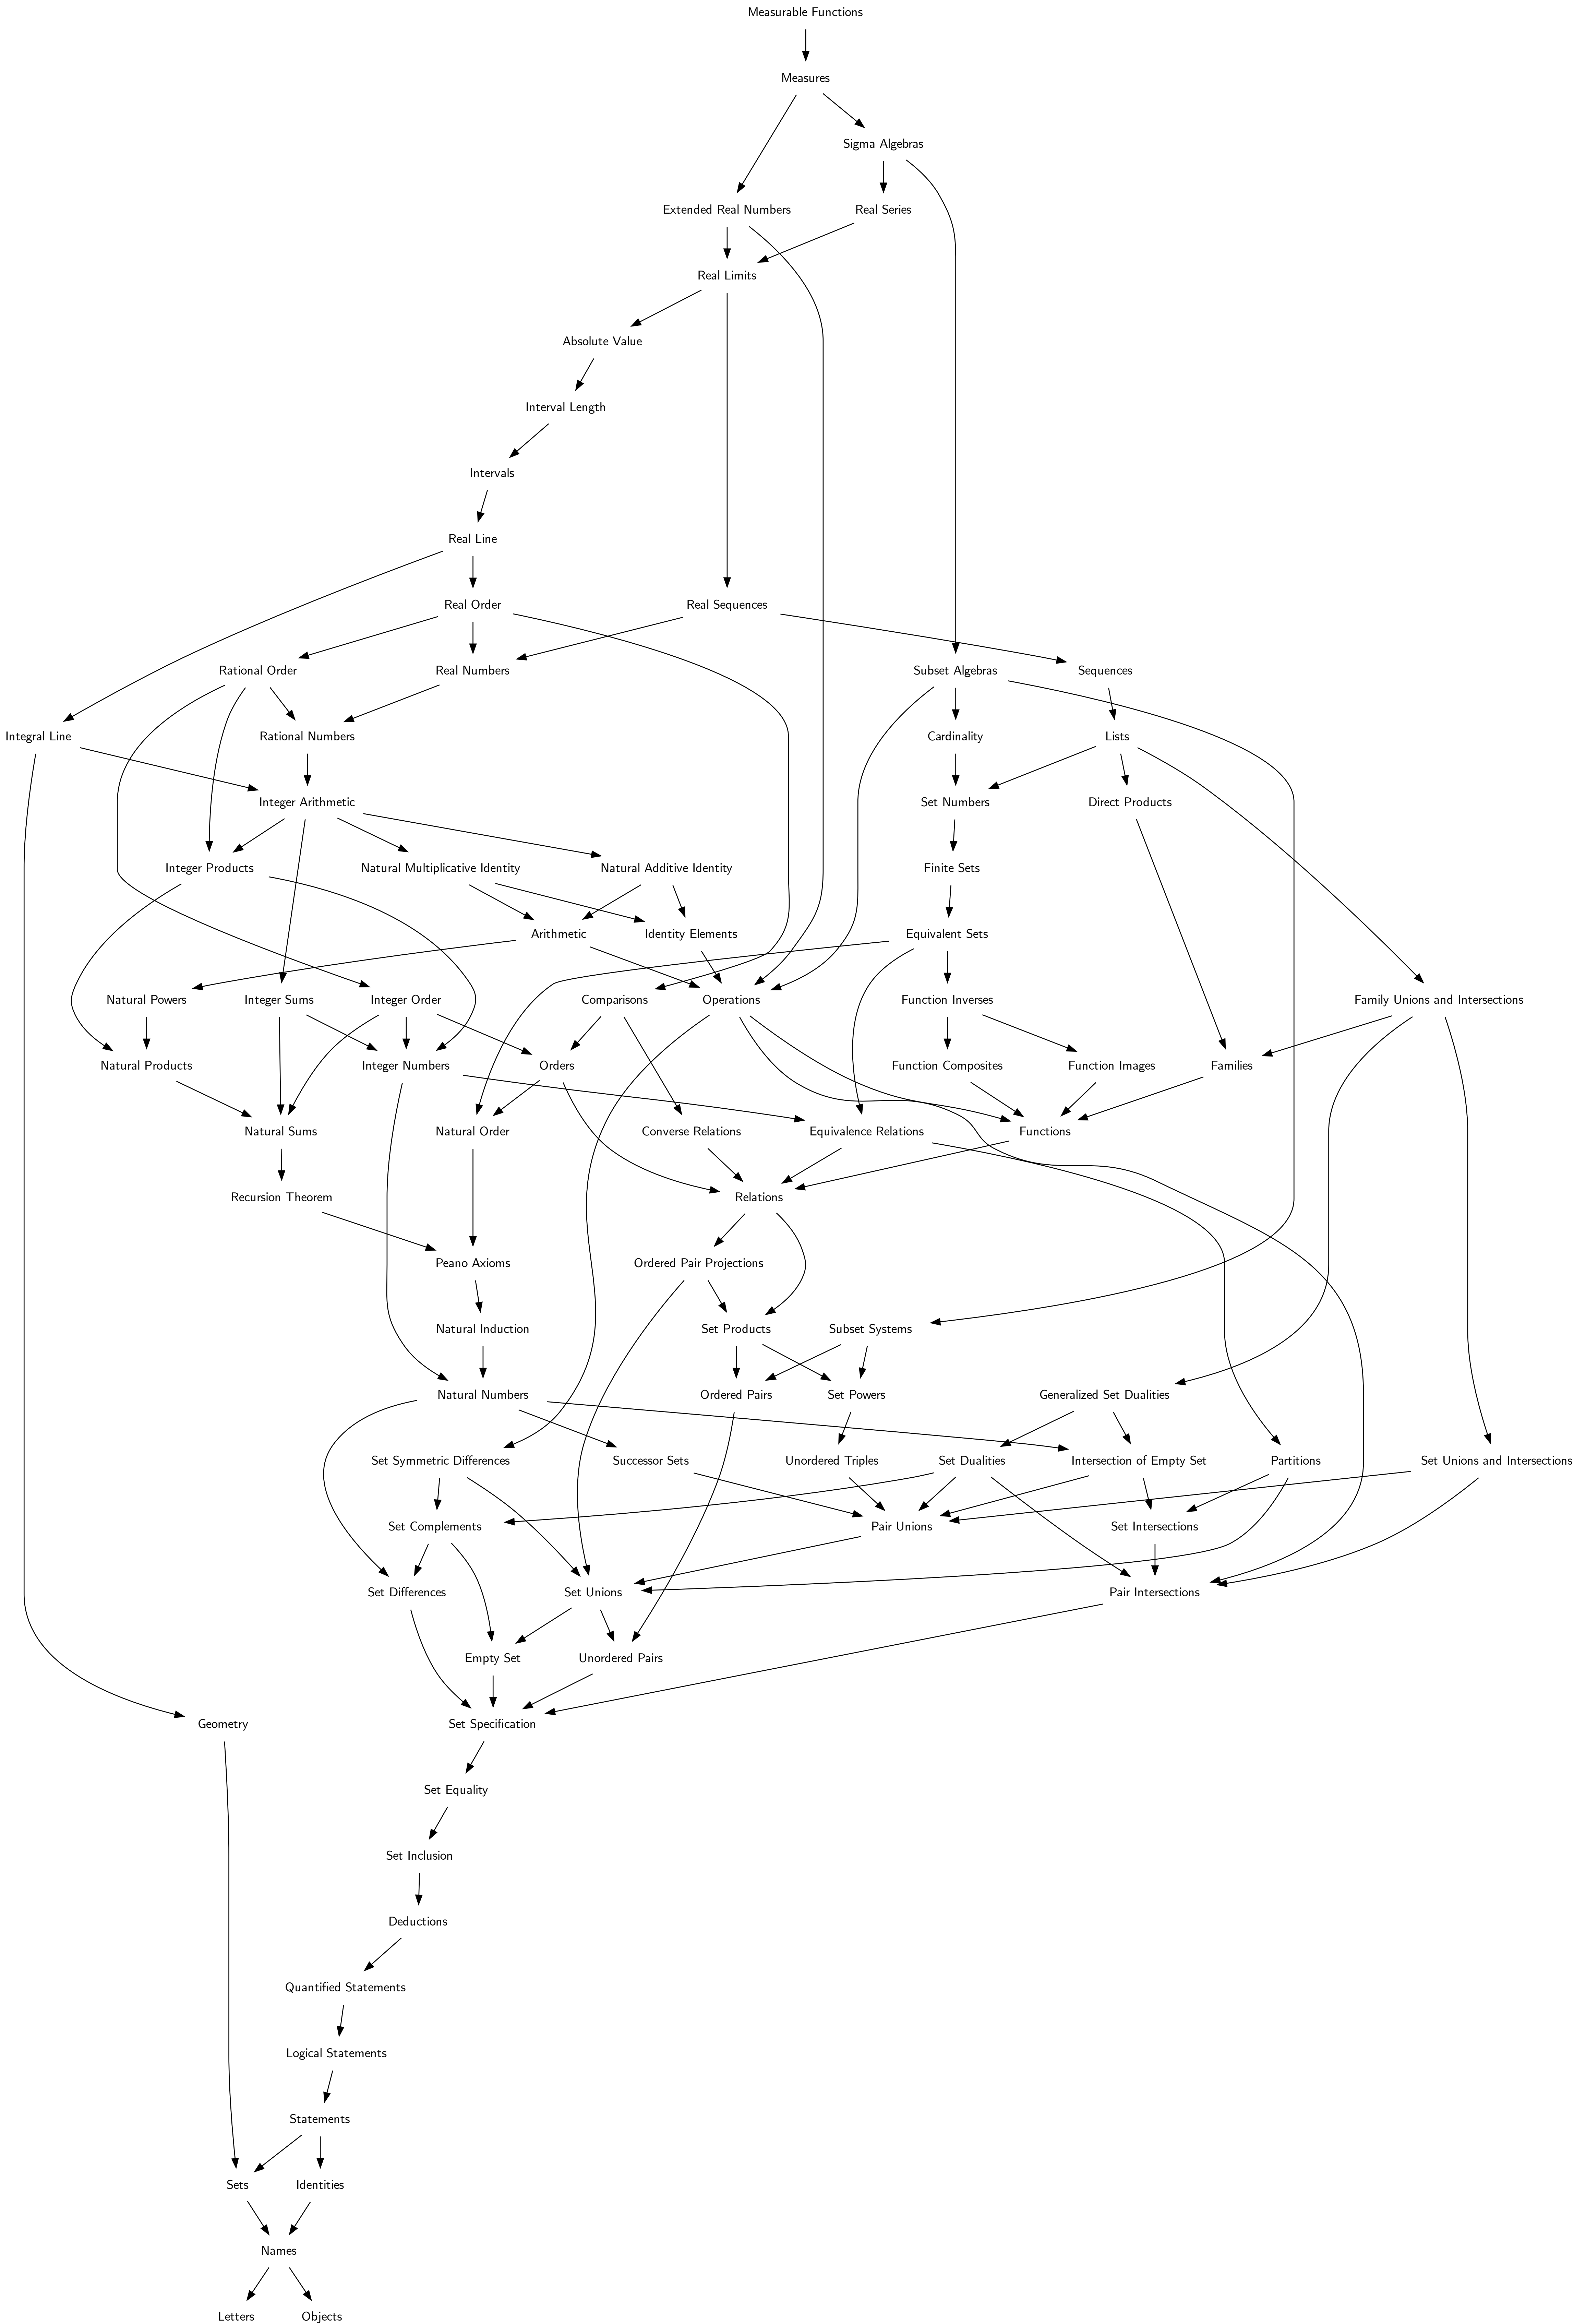 Measurable Functions
Measures
Sigma Algebras
Extended Real Numbers
Real Series
Real Limits
Absolute Value
Interval Length
Intervals
Real Line
Real Order
Real Sequences
Rational Order
Real Numbers
Subset Algebras
Sequences
Integral Line
Rational Numbers
Cardinality
Lists
Integer Arithmetic
Set Numbers
Direct Products
Integer Products
Natural Multiplicative Identity
Natural Additive Identity
Finite Sets
Arithmetic
Identity Elements
Equivalent Sets
Natural Powers
Integer Sums
Integer Order
Comparisons
Operations
Function Inverses
Family Unions and Intersections
Natural Products
Integer Numbers
Orders
Function Composites
Function Images
Families
Natural Sums
Natural Order
Converse Relations
Equivalence Relations
Functions
Recursion Theorem
Relations
Peano Axioms
Ordered Pair Projections
Natural Induction
Set Products
Subset Systems
Natural Numbers
Ordered Pairs
Set Powers
Generalized Set Dualities
Set Symmetric Differences
Successor Sets
Unordered Triples
Set Dualities
Intersection of Empty Set
Partitions
Set Unions and Intersections
Set Complements
Pair Unions
Set Intersections
Set Differences
Set Unions
Pair Intersections
Empty Set
Unordered Pairs
Geometry
Set Specification
Set Equality
Set Inclusion
Deductions
Quantified Statements
Logical Statements
Statements
Sets
Identities
Names
Letters
Objects